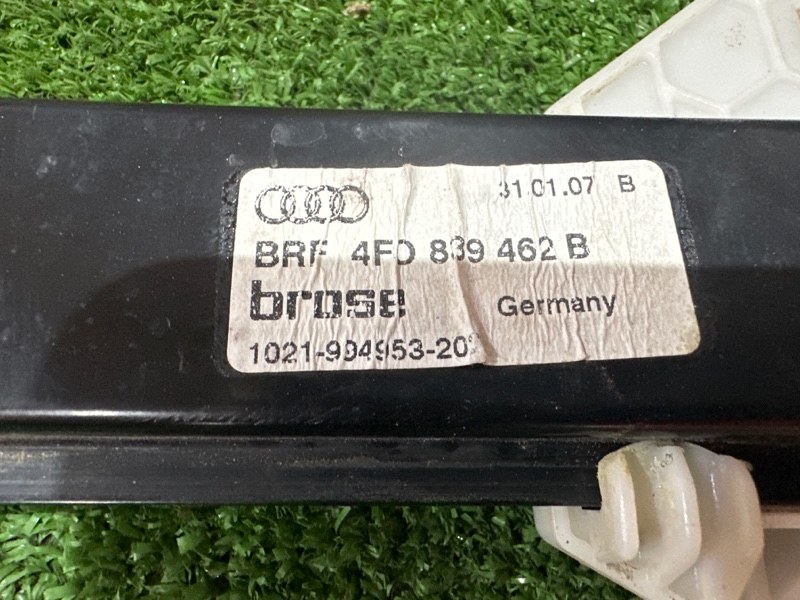 31.01.07 B
BRF 4F0 839 462 B
brose Germany
1021-994953-20